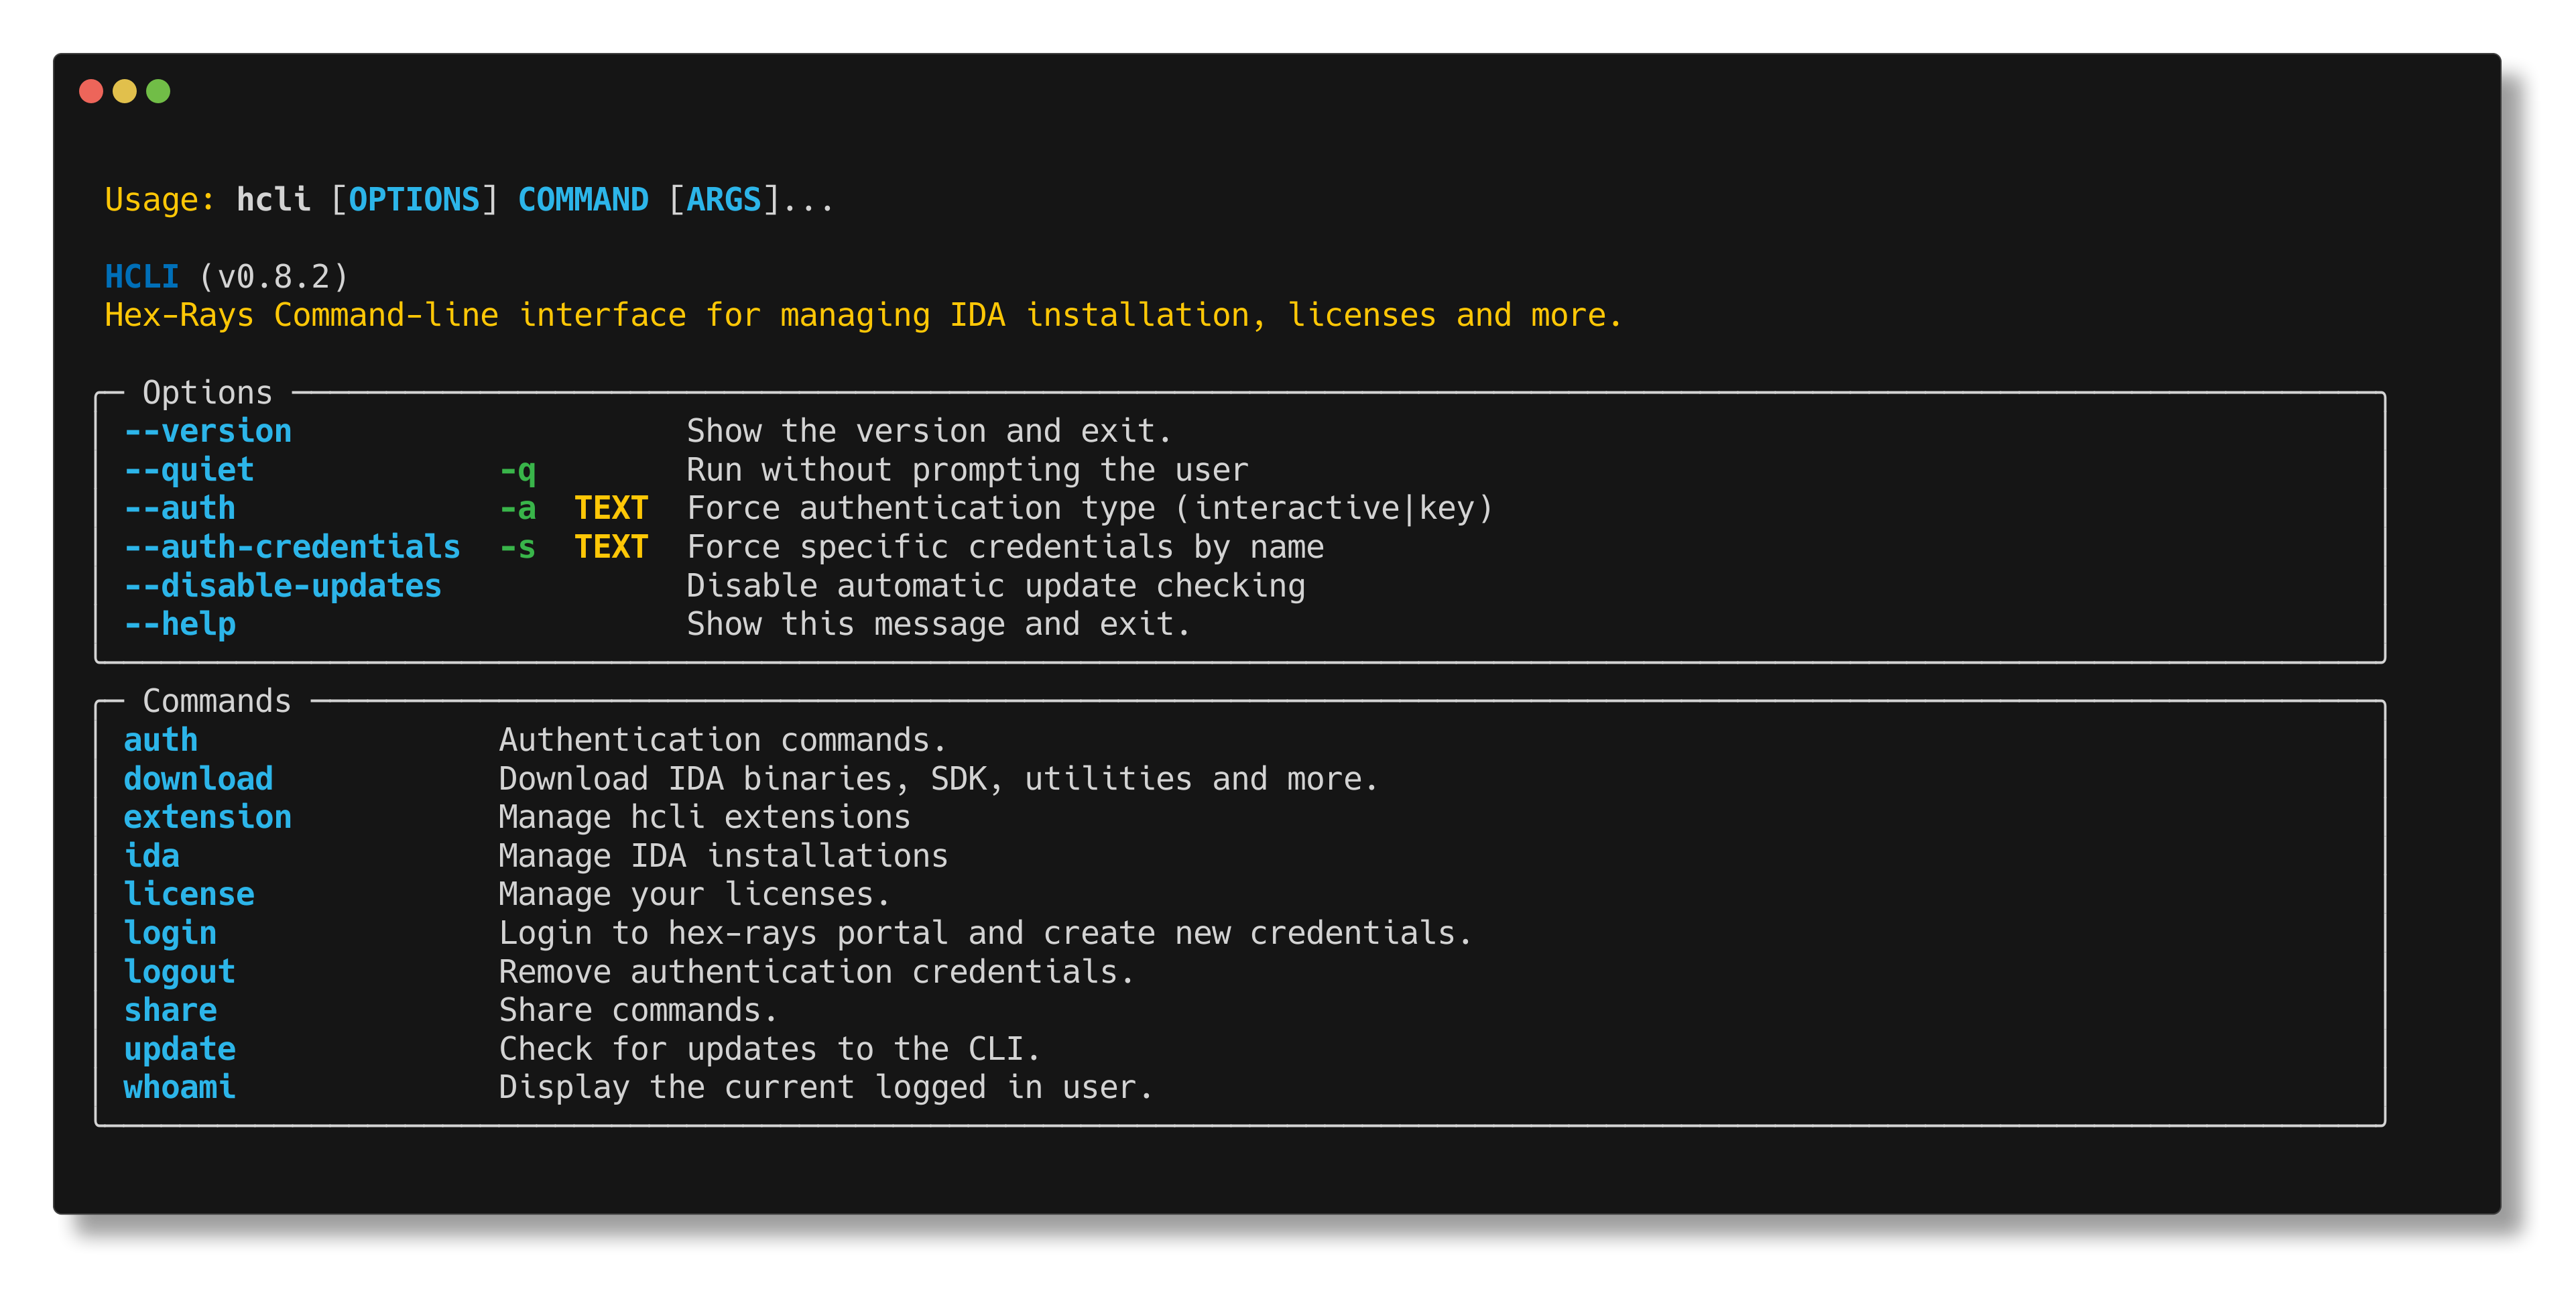 Usage: hcli [OPTIONS] COMMAND [ARGS]...
HCLI (v0.8.2)
Hex-Rays Command-line interface for managing IDA installation, licenses and more.
Options
--version Show the version and exit.
--quiet -q Run without prompting the user
--auth -a TEXT Force authentication type (interactive|key)
--auth-credentials -s TEXT Force specific credentials by name
--disable-updates Disable automatic update checking
--help Show this message and exit.
Commands
auth Authentication commands.
download Download IDA binaries, SDK, utilities and more.
extension Manage hcli extensions
ida Manage IDA installations
license Manage your licenses.
login Login to hex-rays portal and create new credentials.
logout Remove authentication credentials.
share Share commands.
update Check for updates to the CLI.
whoami Display the current logged in user.